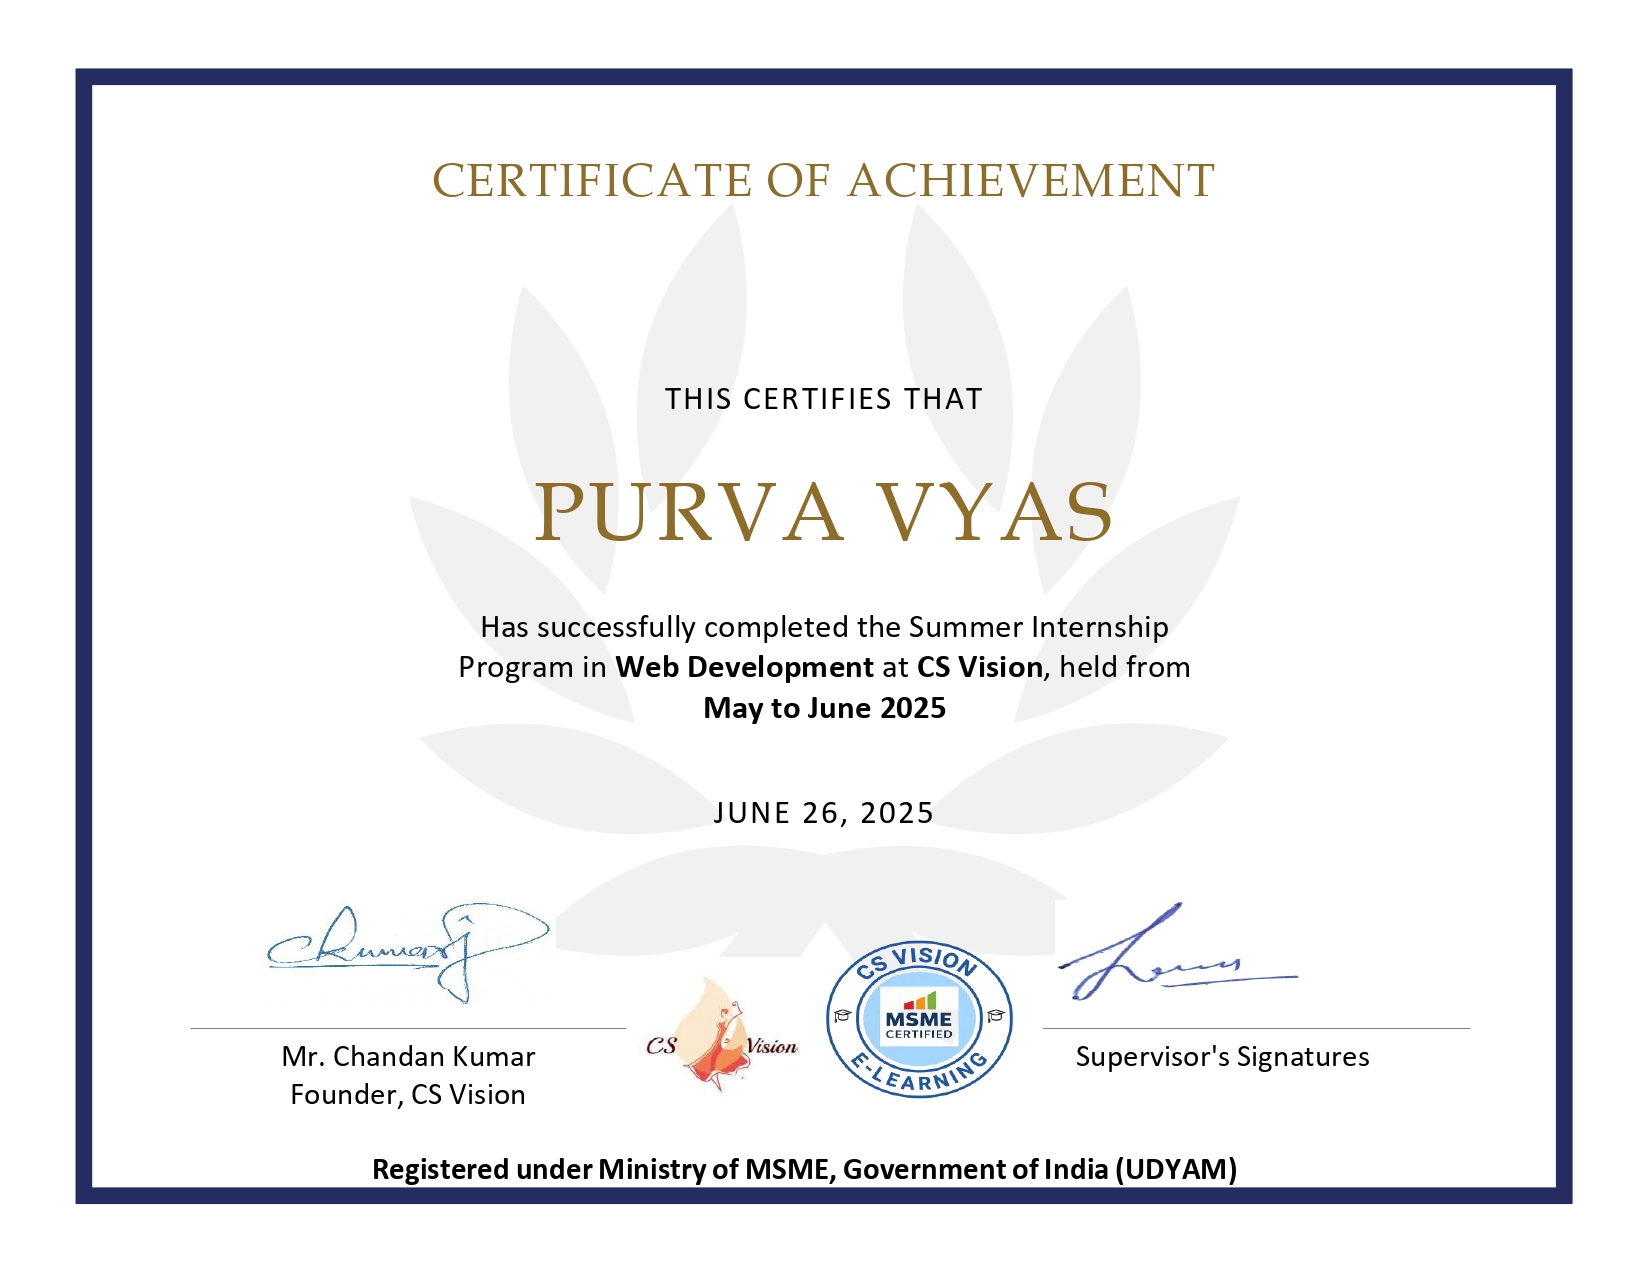 CERTIFICATE OF ACHIEVEMENT
THIS CERTIFIES THAT
PURVA VYAS
Has successfully completed the Summer Internship
Program in Web Development at CS Vision, held from
May to June 2025
JUNE 26, 2025
CS Vision
CS VISION
MSME
CERTIFIED
E-LEARNING
Mr. Chandan Kumar
Founder, CS Vision
Supervisor's Signatures
Registered under Ministry of MSME, Government of India (UDYAM)